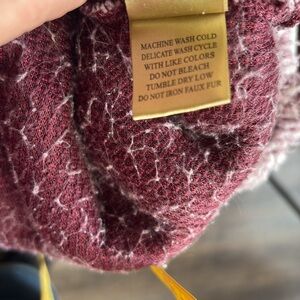 MACHINE WASH COLD
DELICATE WASH CYCLE
WITH LIKE COLORS
DO NOT BLEACH
TUMBLE DRY LOW
DO NOT IRON FAUX FUR